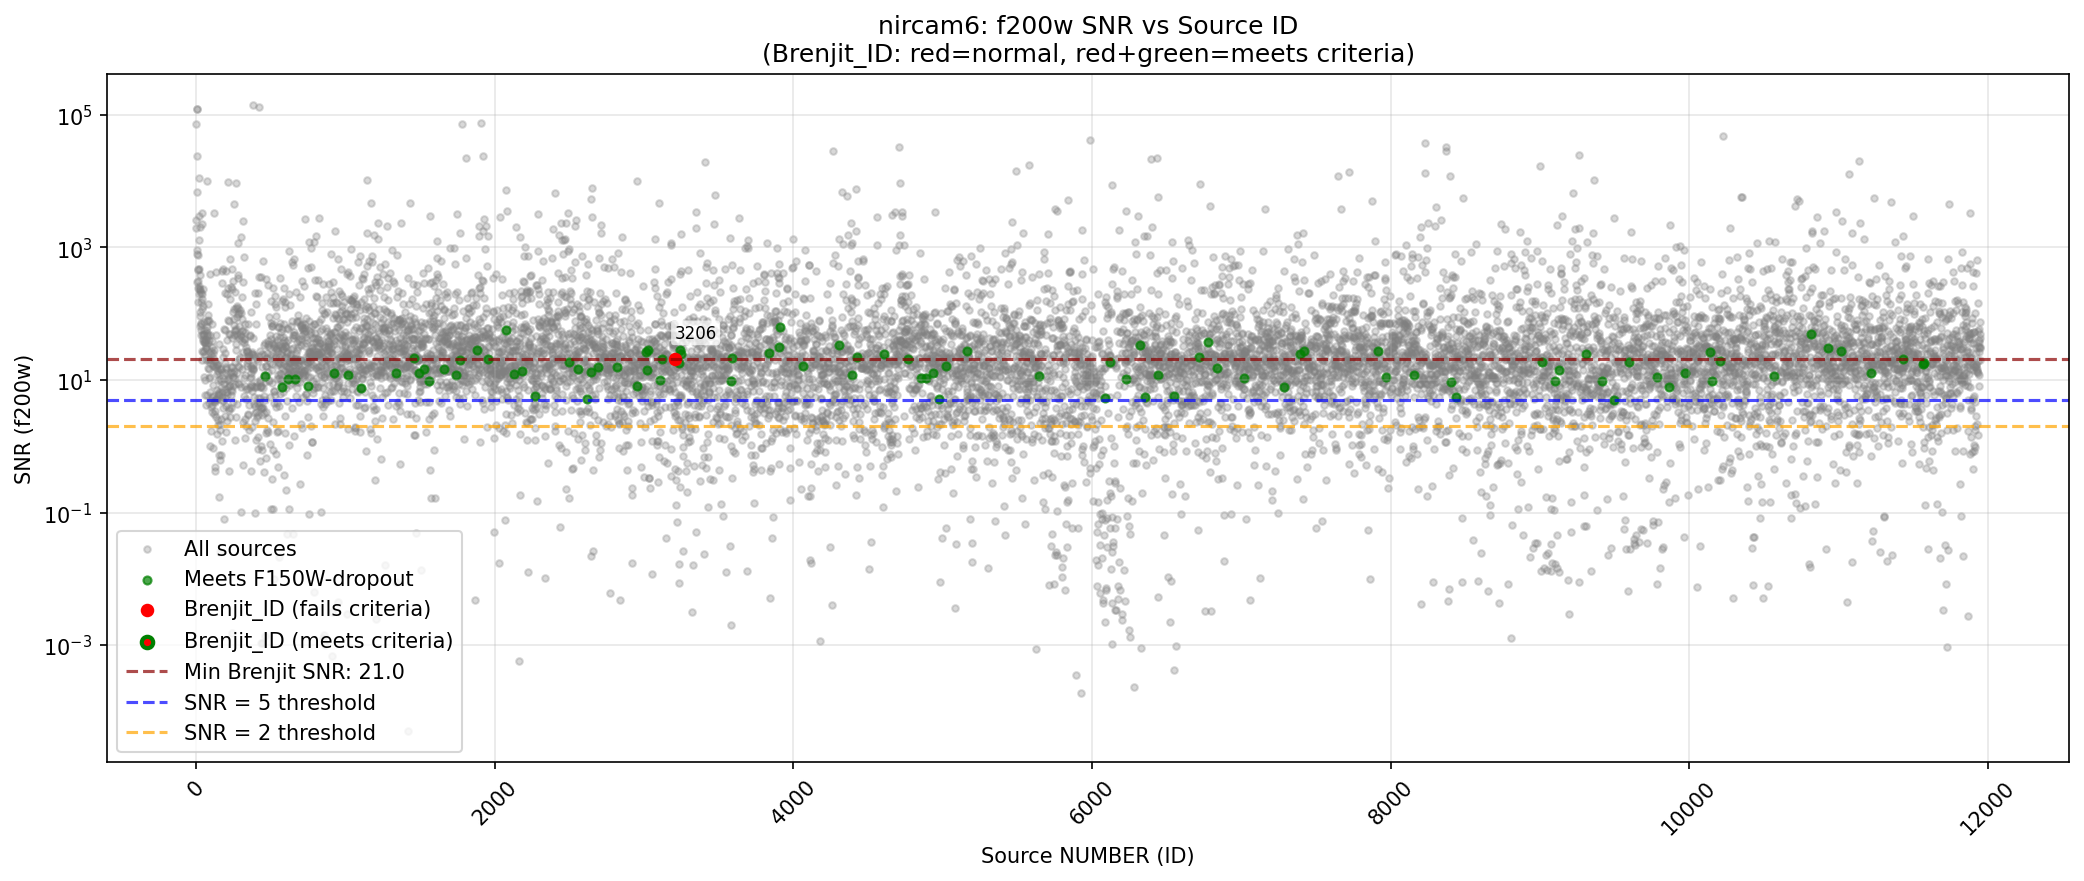 nircam6: f200w SNR vs Source ID
(Brenjit_ID: red=normal, red+green=meets criteria)
SNR (f200w)
10^5
10^3
10^1
10^-1
10^-3
3206
All sources
Meets F150W-dropout
Brenjit_ID (fails criteria)
Brenjit_ID (meets criteria)
Min Brenjit SNR: 21.0
SNR = 5 threshold
SNR = 2 threshold
0 2000 4000 6000 8000 10000 12000
Source NUMBER (ID)